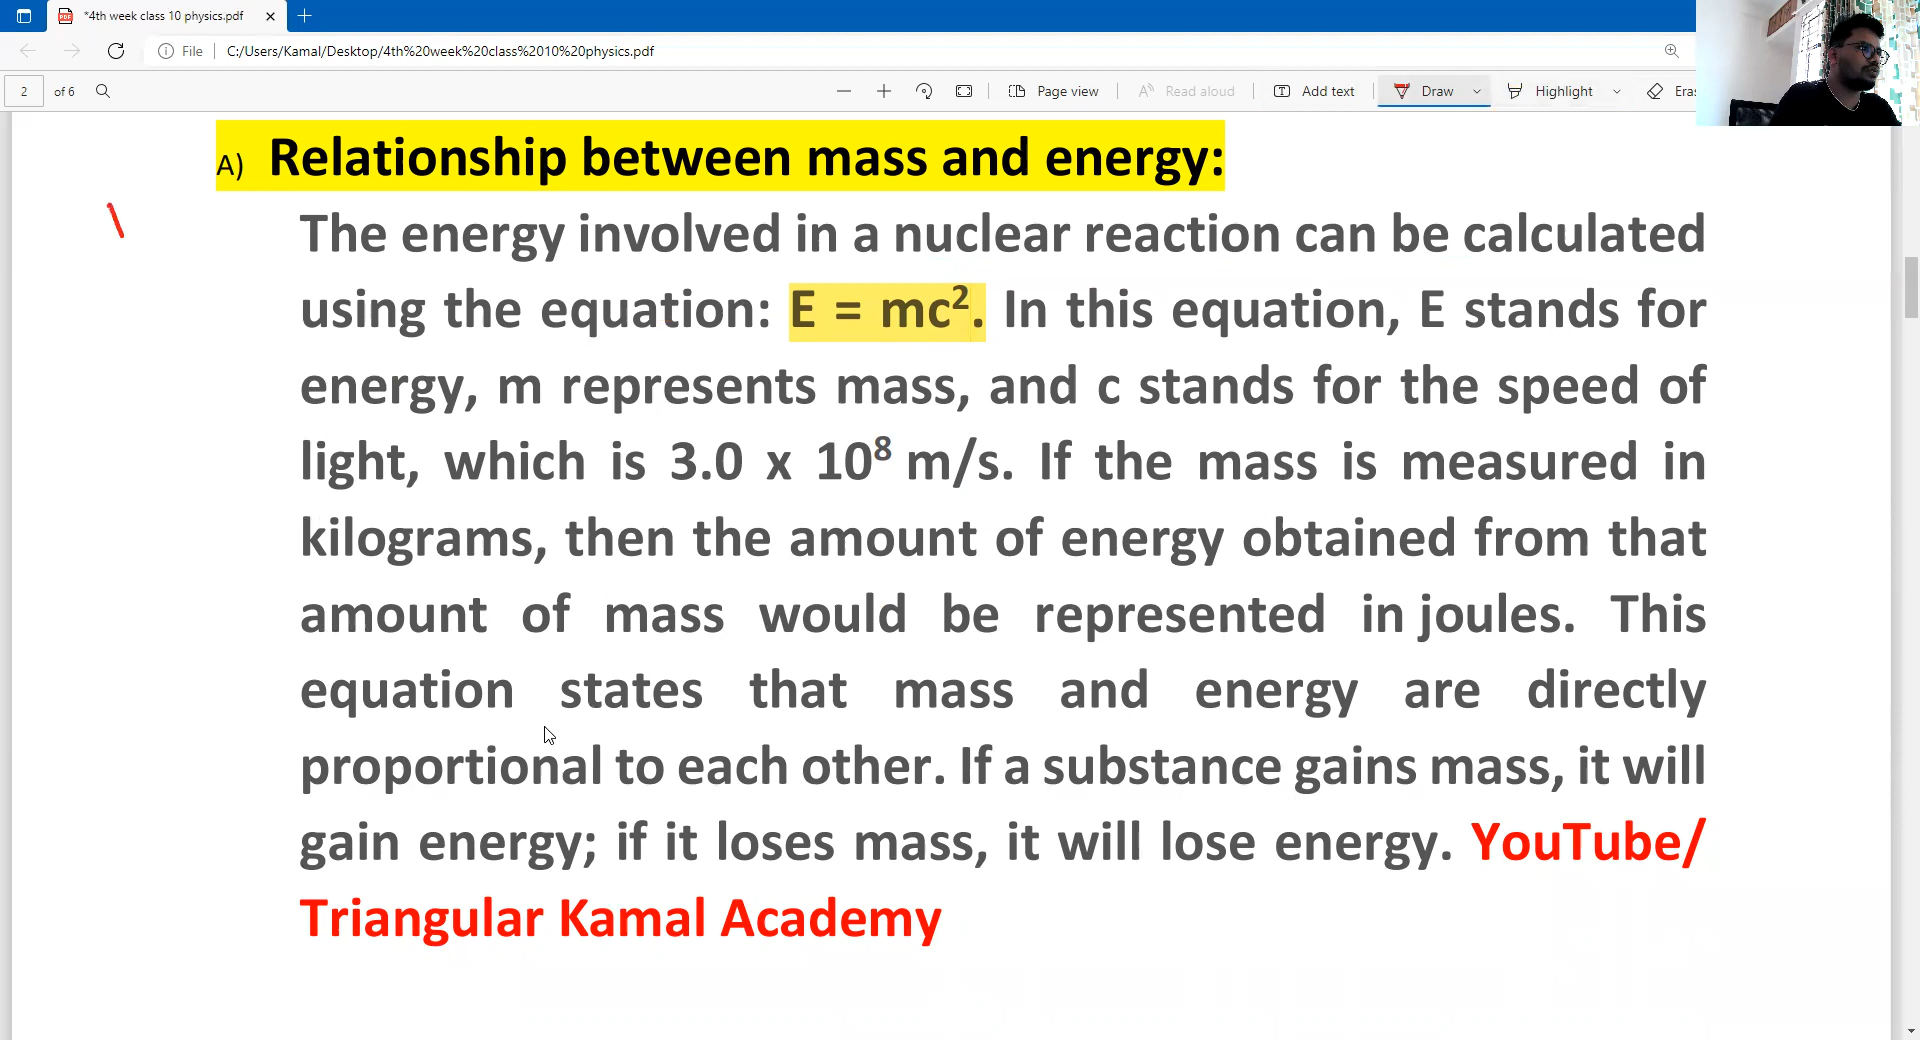 *4th week class 10 physics.pdf
File
C:/Users/Kamal/Desktop/4th%20week%20class%2010%20physics.pdf
2 of 6
Page view
Read aloud
Add text
Draw
Highlight
A) Relationship between mass and energy:
The energy involved in a nuclear reaction can be calculated
using the equation: E = mc². In this equation, E stands for
energy, m represents mass, and c stands for the speed of
light, which is 3.0 x 10⁸ m/s. If the mass is measured in
kilograms, then the amount of energy obtained from that
amount of mass would be represented in joules. This
equation states that mass and energy are directly
proportional to each other. If a substance gains mass, it will
gain energy; if it loses mass, it will lose energy. YouTube/
Triangular Kamal Academy